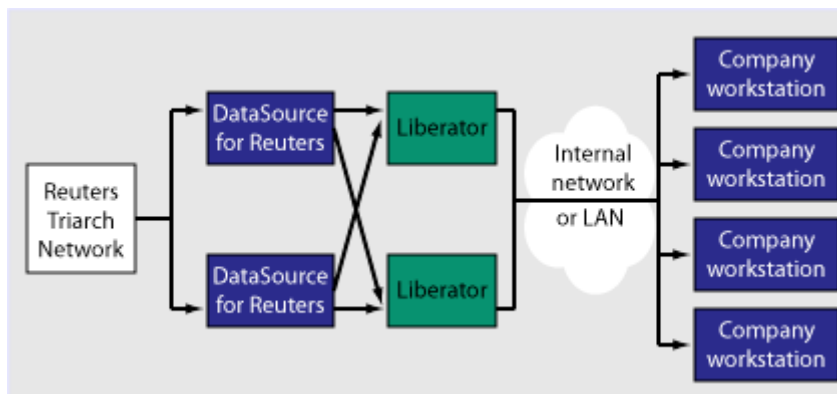 Reuters
Triarch
Network
DataSource
for Reuters
DataSource
for Reuters
Liberator
Liberator
Internal
network
or LAN
Company
workstation
Company
workstation
Company
workstation
Company
workstation